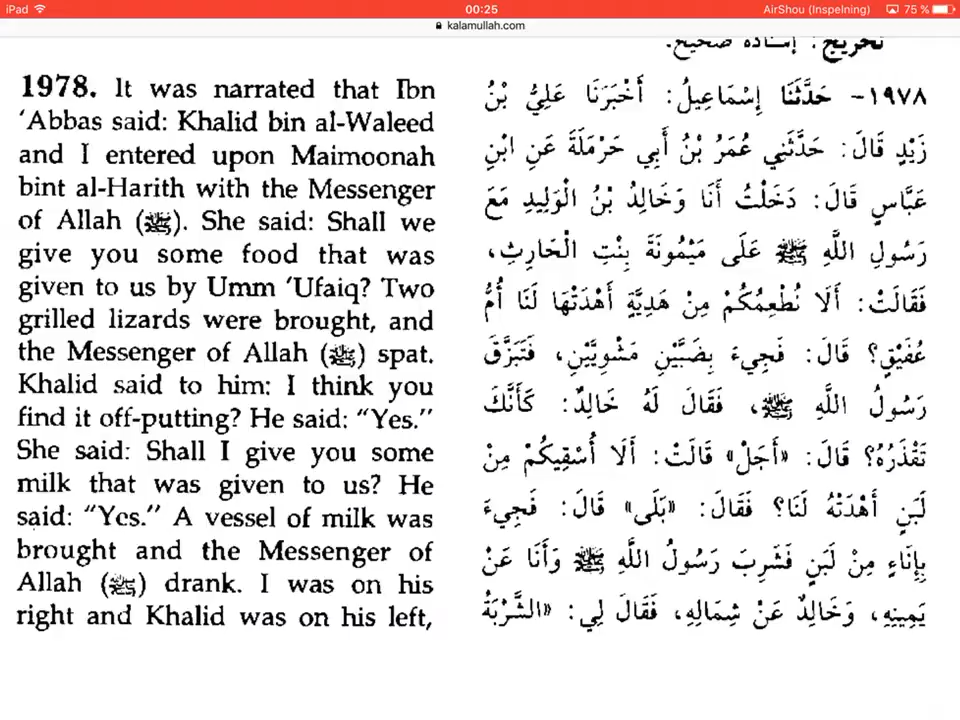 iPad 00:25 AirShou (Inspelning) 75 %
kalamullah.com
تخريج: إسناده صحيح.
1978. It was narrated that Ibn
‘Abbas said: Khalid bin al-Waleed
and I entered upon Maimoonah
bint al-Harith with the Messenger
of Allah (ﷺ). She said: Shall we
give you some food that was
given to us by Umm ‘Ufaiq? Two
grilled lizards were brought, and
the Messenger of Allah (ﷺ) spat.
Khalid said to him: I think you
find it off-putting? He said: “Yes.”
She said: Shall I give you some
milk that was given to us? He
said: “Yes.” A vessel of milk was
brought and the Messenger of
Allah (ﷺ) drank. I was on his
right and Khalid was on his left,
١٩٧٨- حَدَّثَنَا إِسْمَاعِيلُ: أَخْبَرَنَا عَلِيُّ بْنُ
زَيْدٍ قَالَ: حَدَّثَنِي عُمَرُ بْنُ أَبِي حَرْمَلَةَ عَنِ ابْنِ
عَبَّاسٍ قَالَ: دَخَلْتُ أَنَا وَخَالِدُ بْنُ الْوَلِيدِ مَعَ
رَسُولِ اللَّهِ ﷺ عَلَى مَيْمُونَةَ بِنْتِ الْحَارِثِ،
فَقَالَتْ: أَلَا نُطْعِمُكُمْ مِنْ هَدِيَّةٍ أَهْدَتْهَا لَنَا أُمُّ
عُفَيْقٍ؟ قَالَ: فَجِيءَ بِضَبَّيْنِ مَشْوِيَّيْنِ، فَتَبَزَّقَ
رَسُولُ اللَّهِ ﷺ، فَقَالَ لَهُ خَالِدٌ: كَأَنَّكَ
تَقْذَرُهُ؟ قَالَ: «أَجَلْ» قَالَتْ: أَلَا أُسْقِيكُمْ مِنْ
لَبَنٍ أَهْدَتْهُ لَنَا؟ فَقَالَ: «بَلَى» قَالَ: فَجِيءَ
بِإِنَاءٍ مِنْ لَبَنٍ فَشَرِبَ رَسُولُ اللَّهِ ﷺ وَأَنَا عَنْ
يَمِينِهِ، وَخَالِدٌ عَنْ شِمَالِهِ، فَقَالَ لِي: «الشَّرْبَةُ